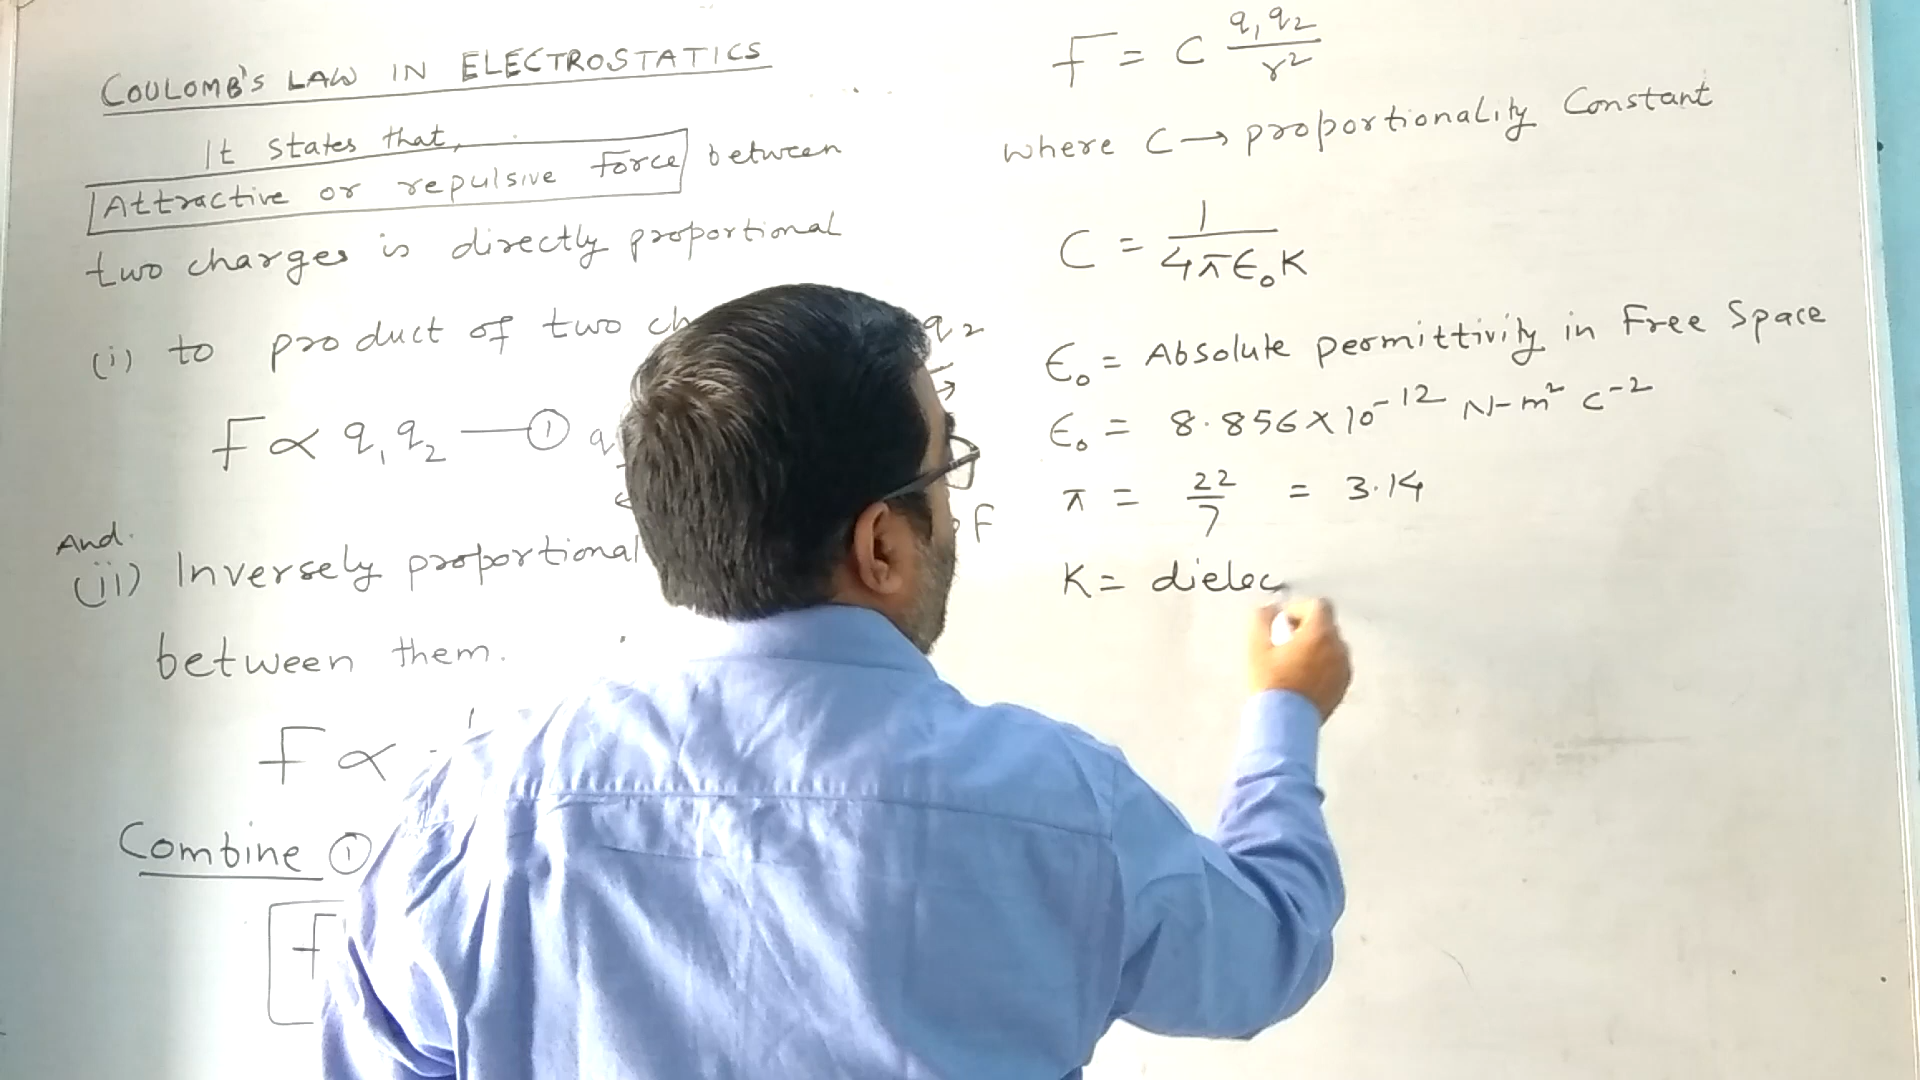 COULOMB'S LAW IN ELECTROSTATICS
It states that,
Attractive or repulsive force between
two charges is directly proportional
(i) to product of two
F ∝ q₁q₂ —①
And.
(ii) Inversely proportional
between them.
F ∝
Combine ①
F
q₂
F
F = C q₁q₂/r²
where C → proportionality Constant
C = 1/4πϵ₀K
ϵ₀ = Absolute permittivity in Free Space
ϵ₀ = 8.856×10⁻¹² N-m² C⁻²
π = 22/7 = 3.14
K = dielec